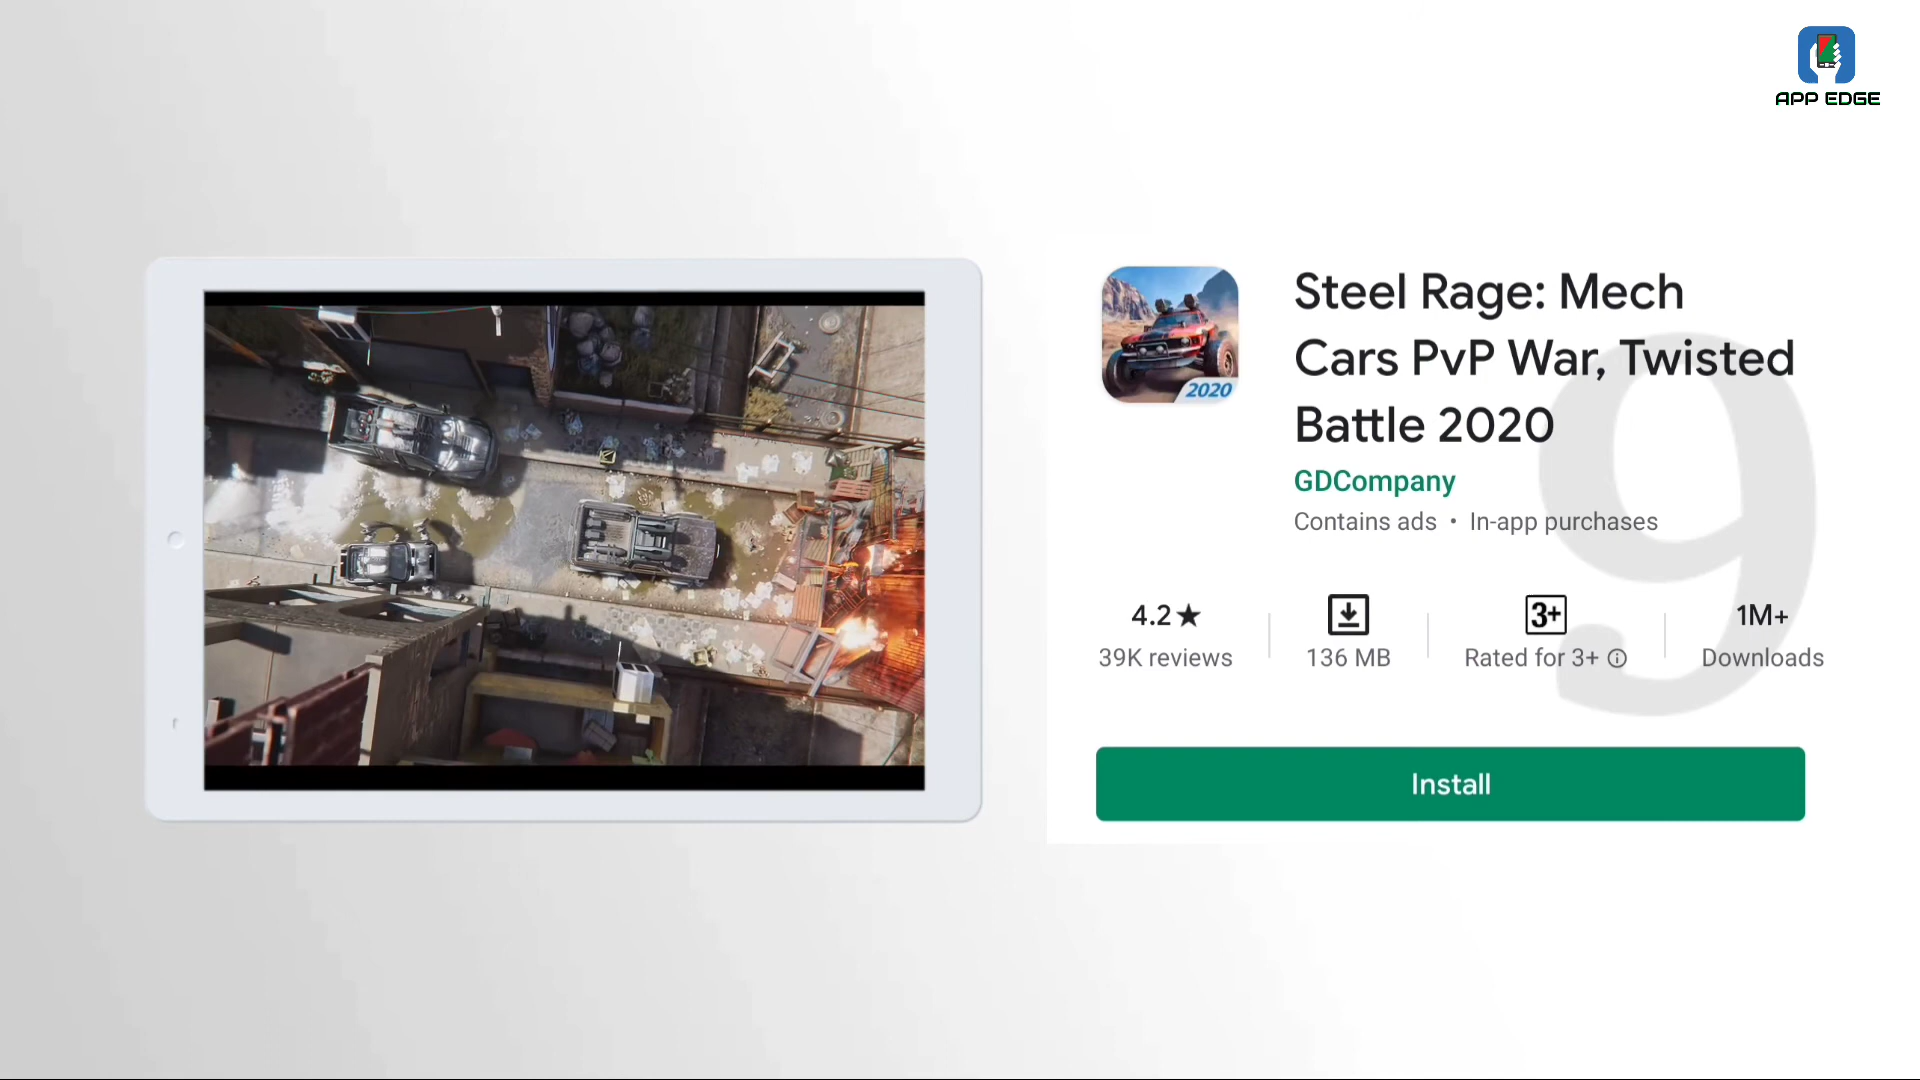 APP EDGE
2020
Steel Rage: Mech
Cars PvP War, Twisted
Battle 2020
GDCompany
Contains ads • In-app purchases
9
4.2★
39K reviews
136 MB
3+
Rated for 3+
1M+
Downloads
Install